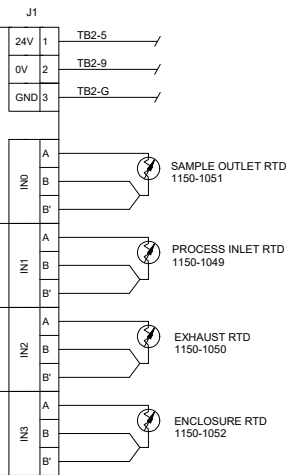 J1
24V 1 TB2-5
0V 2 TB2-9
GND 3 TB2-G
IN0
A
B
B'
SAMPLE OUTLET RTD
1150-1051
IN1
A
B
B'
PROCESS INLET RTD
1150-1049
IN2
A
B
B'
EXHAUST RTD
1150-1050
IN3
A
B
B'
ENCLOSURE RTD
1150-1052